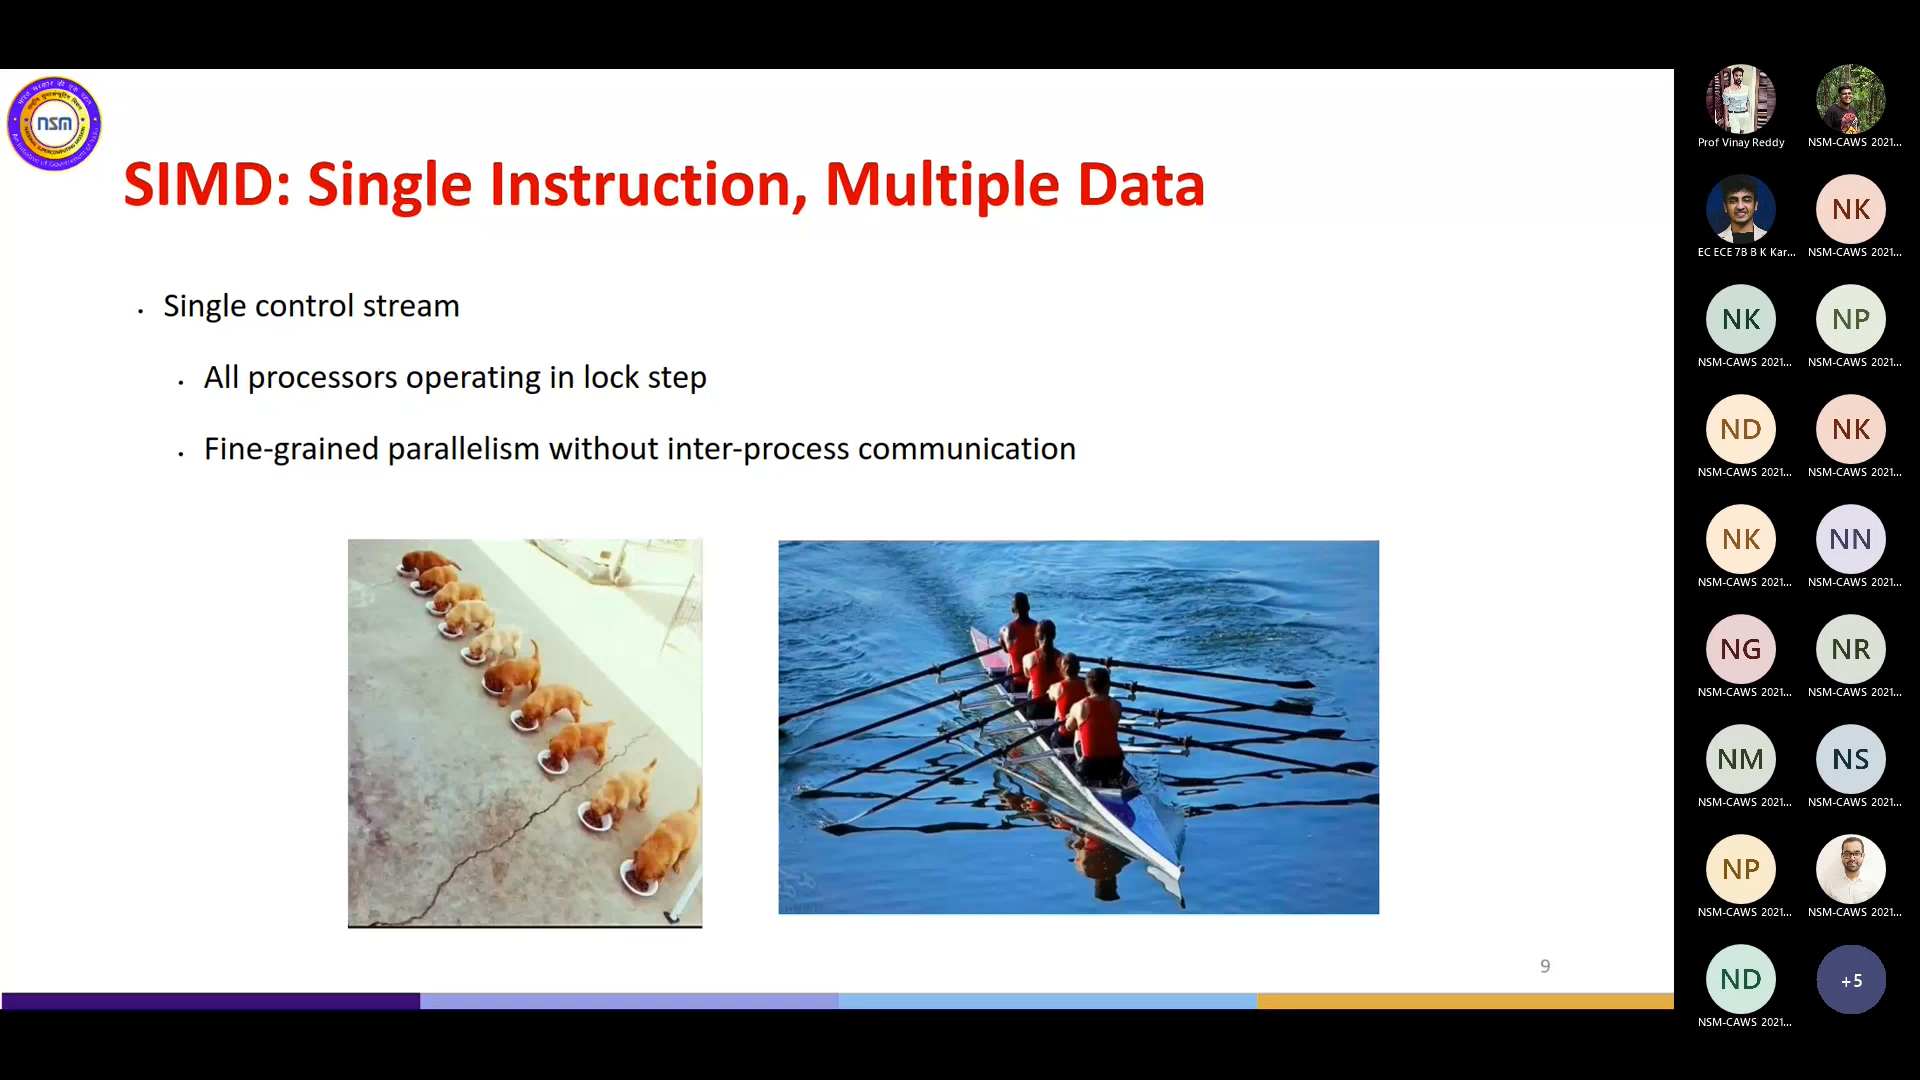 nsm
SIMD: Single Instruction, Multiple Data
Single control stream
All processors operating in lock step
Fine-grained parallelism without inter-process communication
9
Prof Vinay Reddy
NSM-CAWS 2021...
EC ECE 7B B K Kar...
NK
NSM-CAWS 2021...
NK
NSM-CAWS 2021...
NP
NSM-CAWS 2021...
ND
NSM-CAWS 2021...
NK
NSM-CAWS 2021...
NK
NSM-CAWS 2021...
NN
NSM-CAWS 2021...
NG
NSM-CAWS 2021...
NR
NSM-CAWS 2021...
NM
NSM-CAWS 2021...
NS
NSM-CAWS 2021...
NP
NSM-CAWS 2021...
NSM-CAWS 2021...
ND
NSM-CAWS 2021...
+5